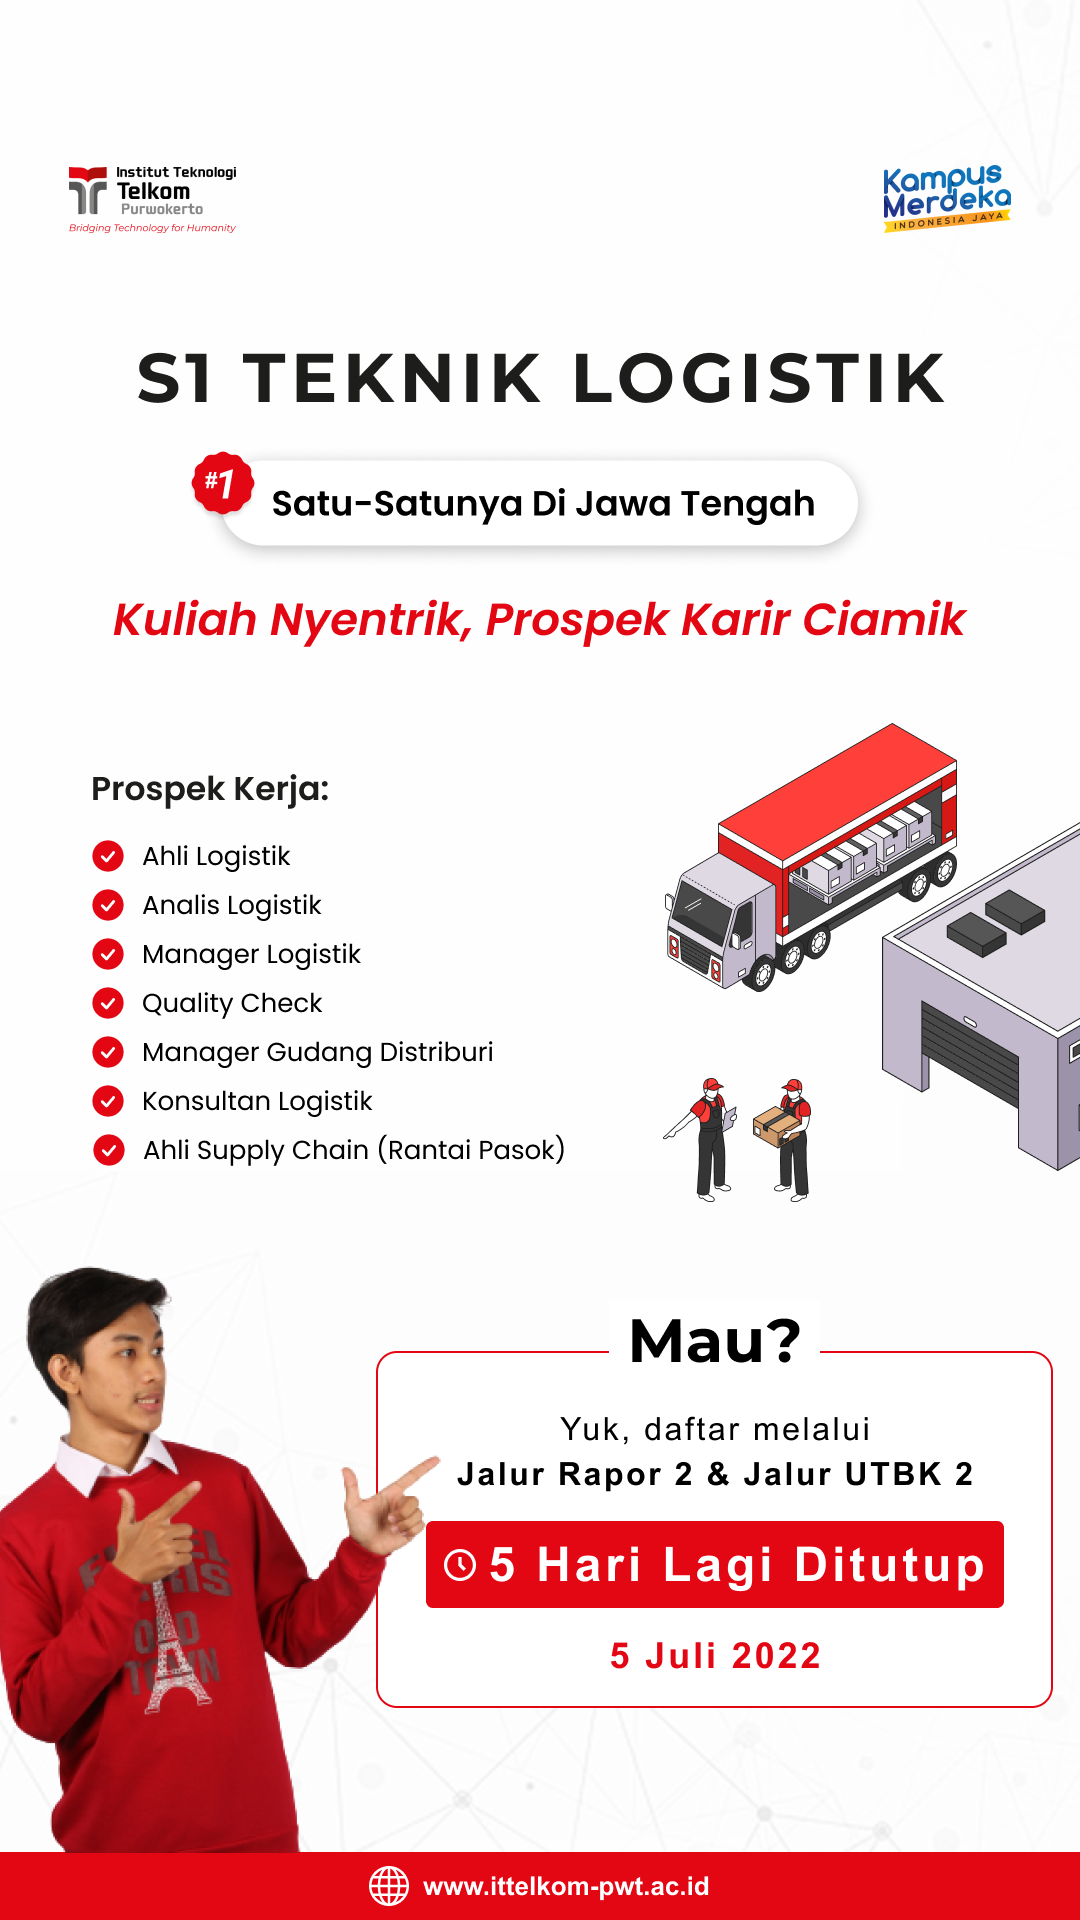 Institut Teknologi
Telkom
Purwokerto
Bridging Technology for Humanity
Kampus
Merdeka
INDONESIA JAYA
S1 TEKNIK LOGISTIK
#1
Satu-Satunya Di Jawa Tengah
Kuliah Nyentrik, Prospek Karir Ciamik
Prospek Kerja:
Ahli Logistik
Analis Logistik
Manager Logistik
Quality Check
Manager Gudang Distriburi
Konsultan Logistik
Ahli Supply Chain (Rantai Pasok)
Mau?
Yuk, daftar melalui
Jalur Rapor 2 & Jalur UTBK 2
5 Hari Lagi Ditutup
5 Juli 2022
TOWN
www.ittelkom-pwt.ac.id